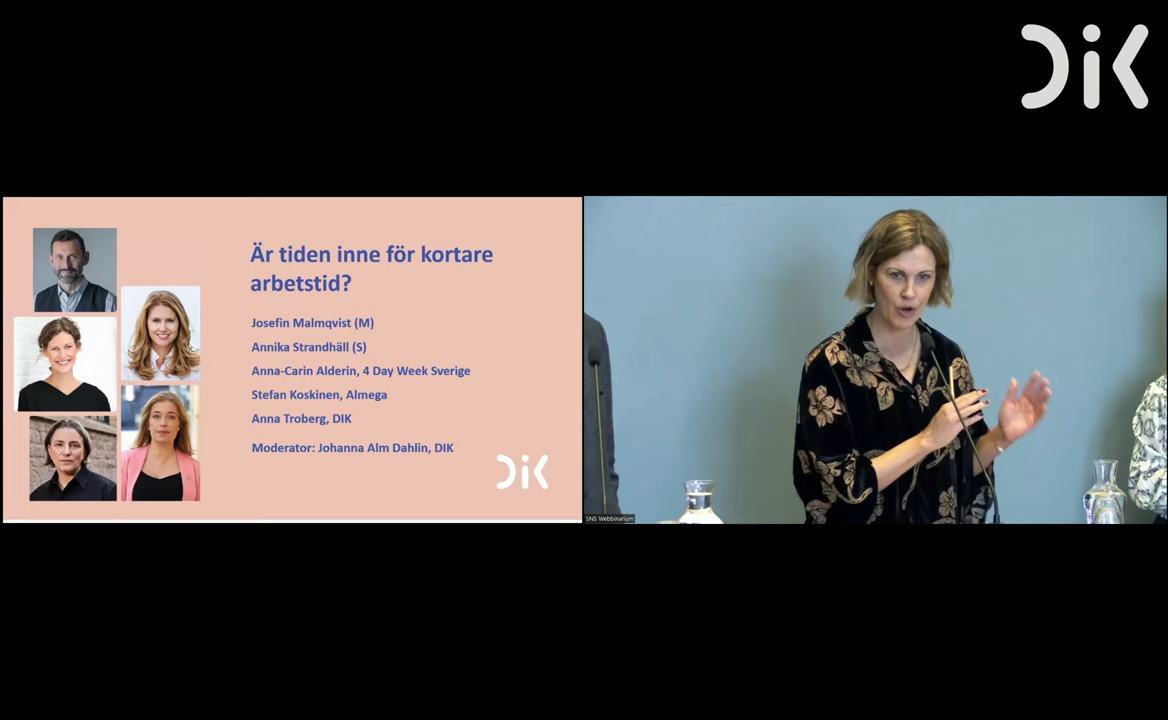 DiK
Är tiden inne för kortare
arbetstid?
Josefin Malmqvist (M)
Annika Strandhäll (S)
Anna-Carin Alderin, 4 Day Week Sverige
Stefan Koskinen, Almega
Anna Troberg, DIK
Moderator: Johanna Alm Dahlin, DIK
DiK
SNS Webbinarium